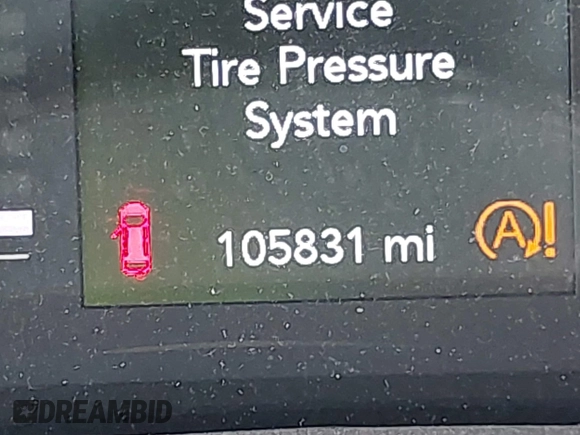 Service
Tire Pressure
System
105831 mi
A!
DREAMBID